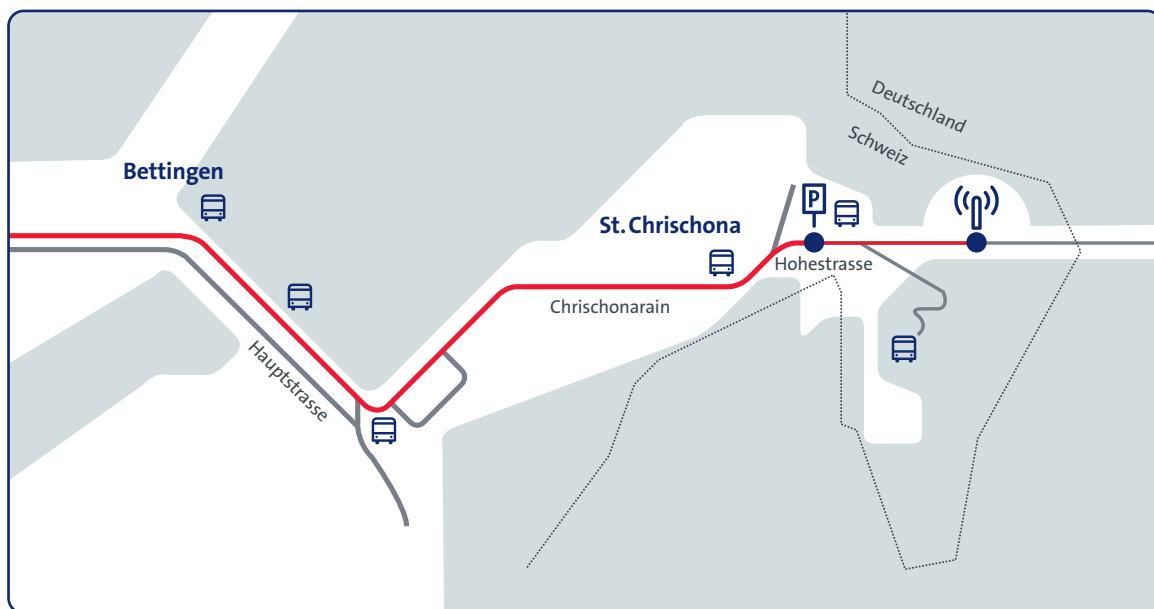 Deutschland
Schweiz
Bettingen
P
St. Chrischona
Hohestrasse
Chrischonarain
Hauptstrasse